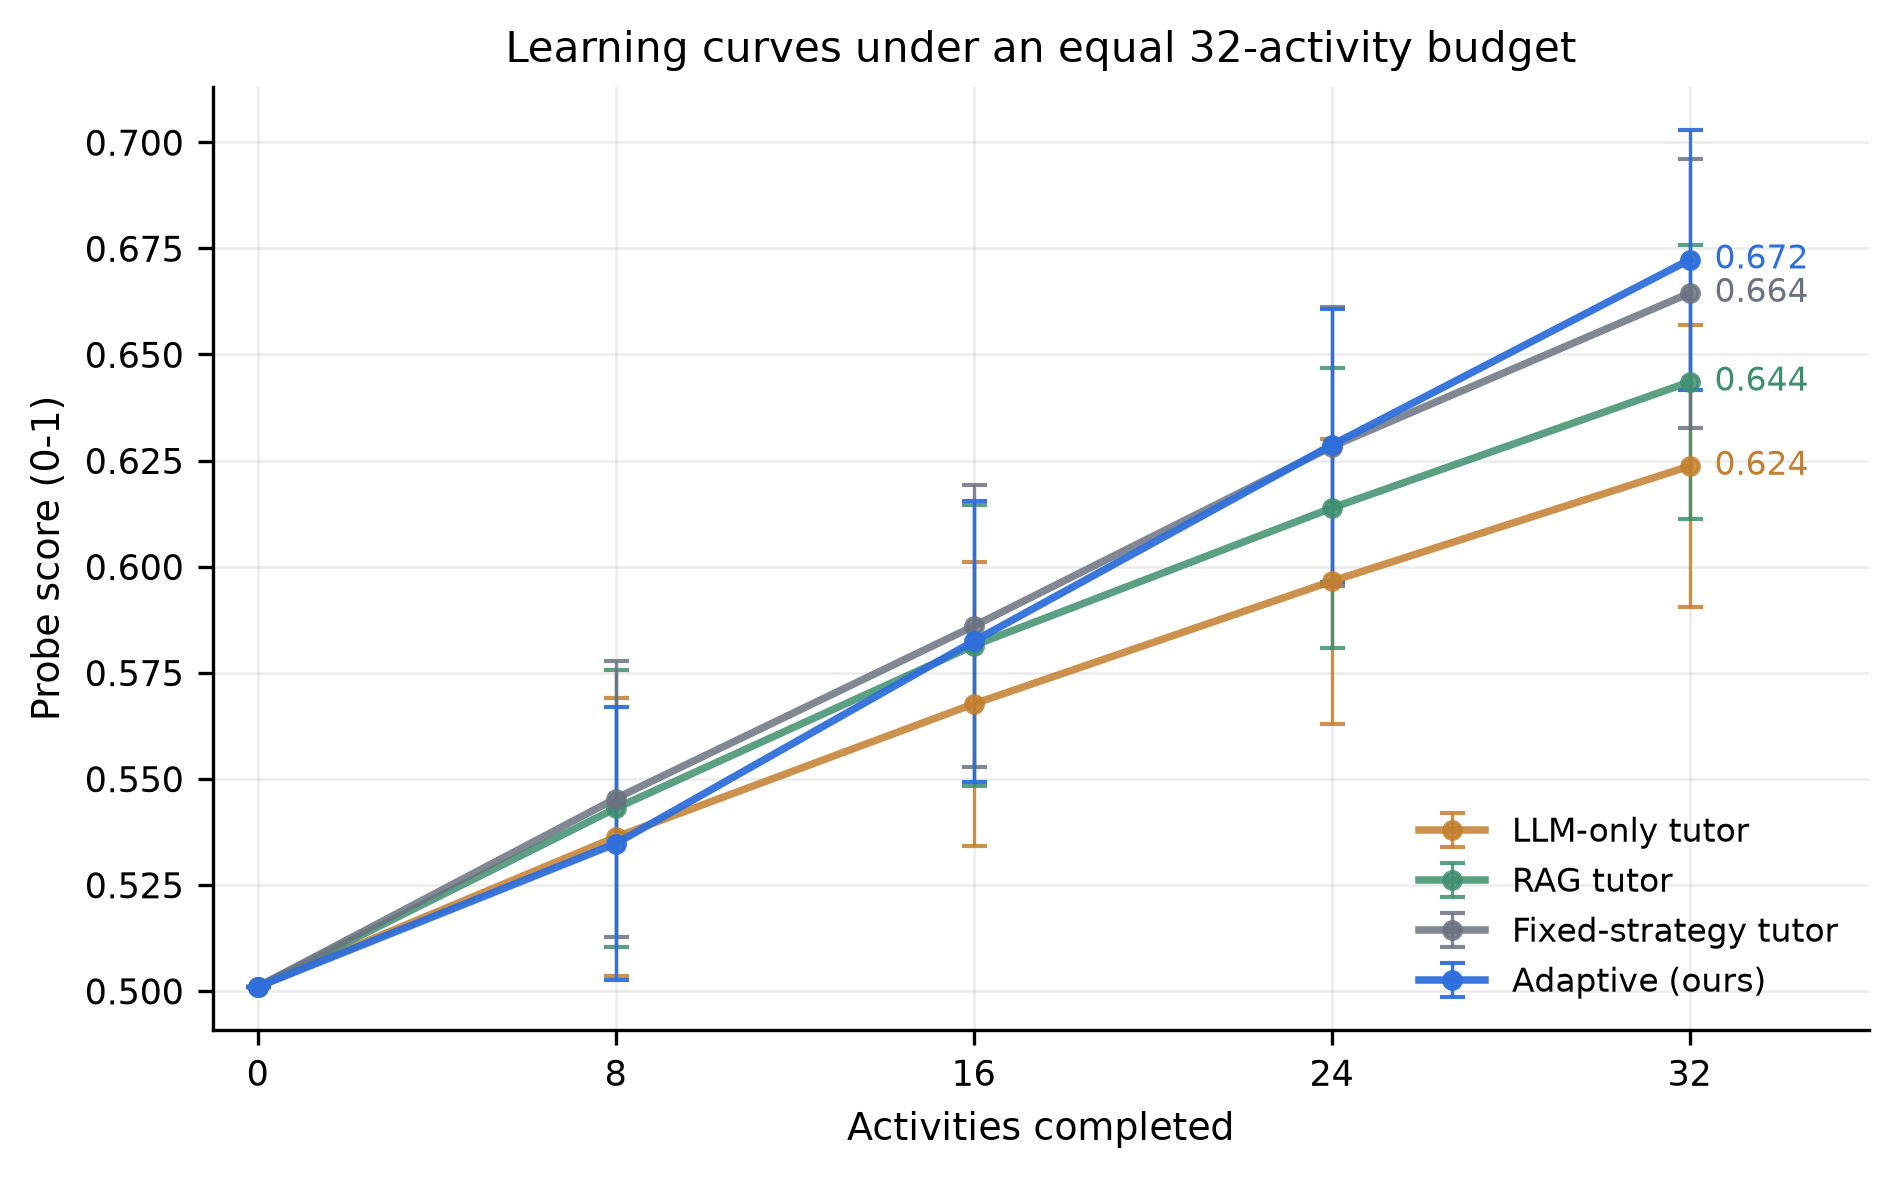 Learning curves under an equal 32-activity budget
0.700
0.675
0.650
0.625
0.600
0.575
0.550
0.525
0.500
Probe score (0-1)
0.672
0.664
0.644
0.624
LLM-only tutor
RAG tutor
Fixed-strategy tutor
Adaptive (ours)
0 8 16 24 32
Activities completed